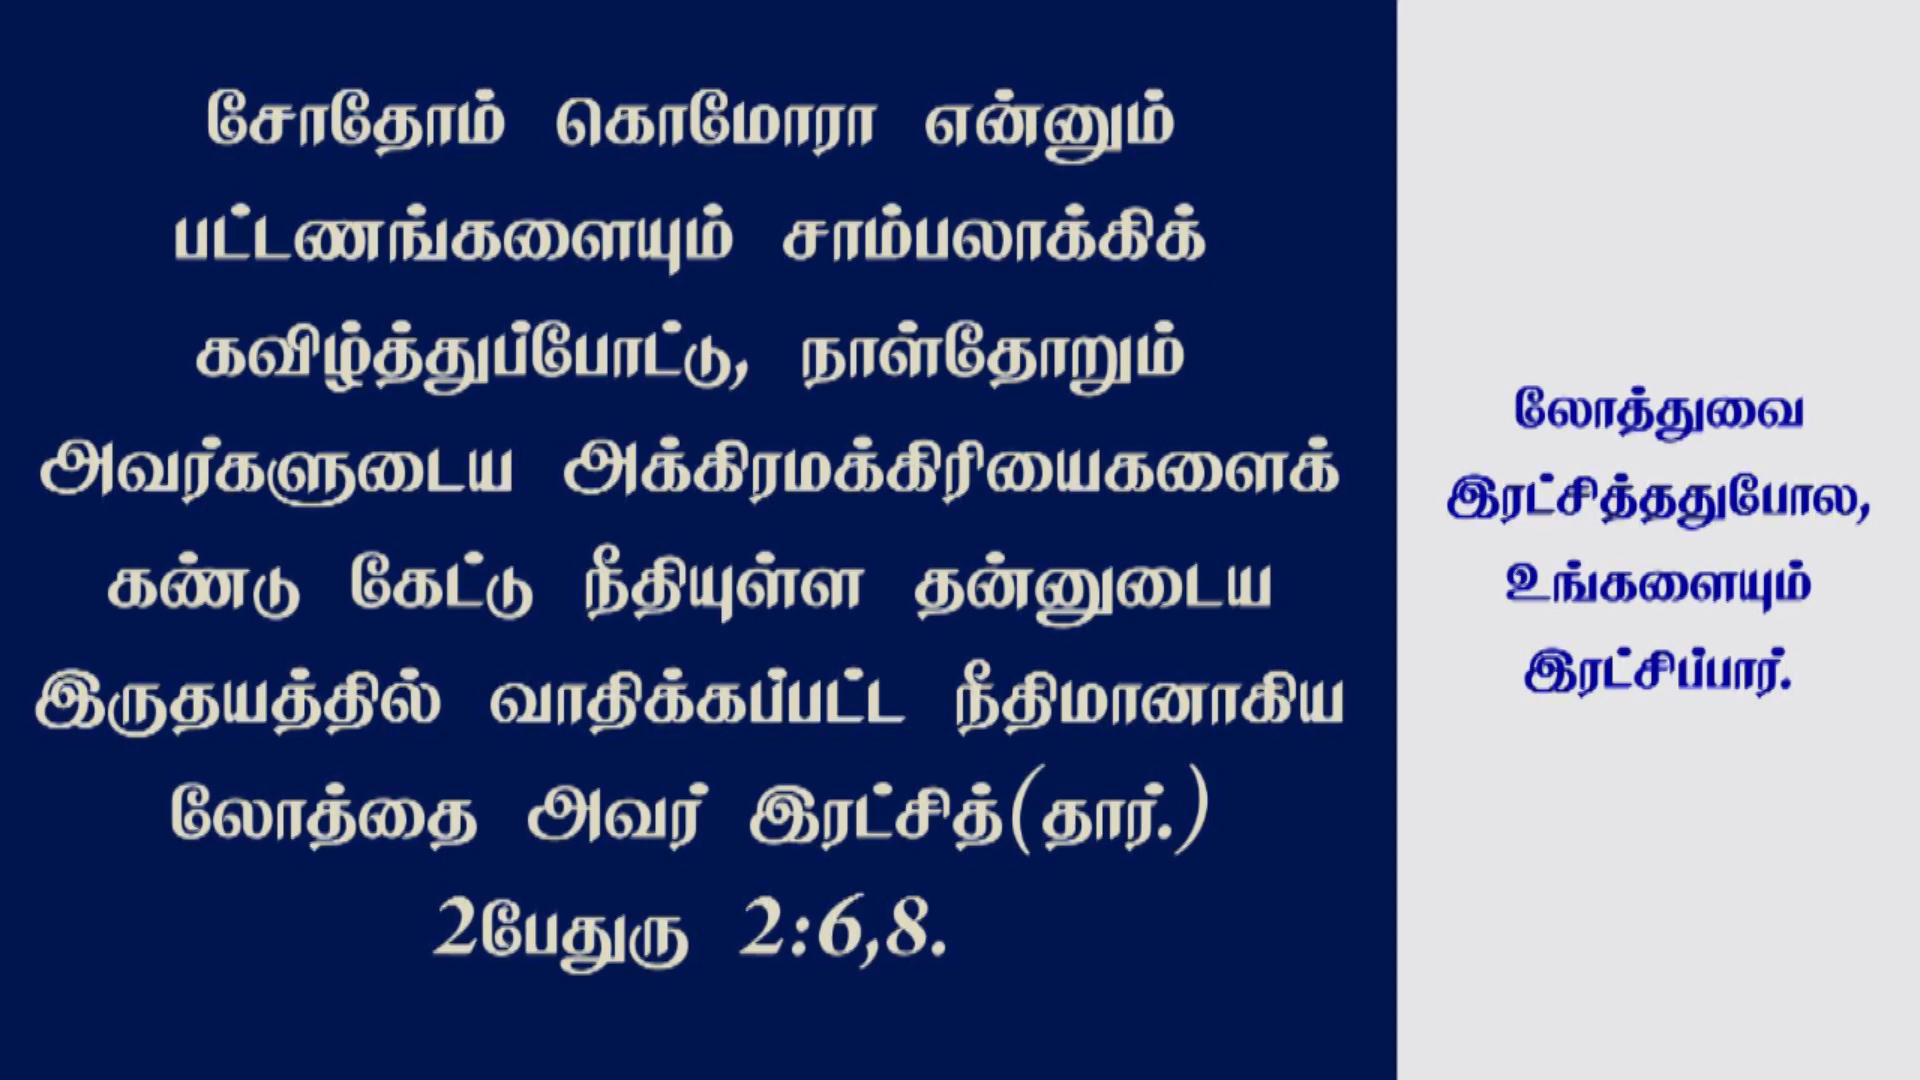 சோதோம் கொமோரா என்னும்
பட்டணங்களையும் சாம்பலாக்கிக்
கவிழ்த்துப்போட்டு, நாள்தோறும்
அவர்களுடைய அக்கிரமக்கிரியைகளைக்
கண்டு கேட்டு நீதியுள்ள தன்னுடைய
இருதயத்தில் வாதிக்கப்பட்ட நீதிமானாகிய
லோத்தை அவர் இரட்சித்(தார்.)
2பேதுரு 2:6,8.
லோத்துவை
இரட்சித்ததுபோல,
உங்களையும்
இரட்சிப்பார்.